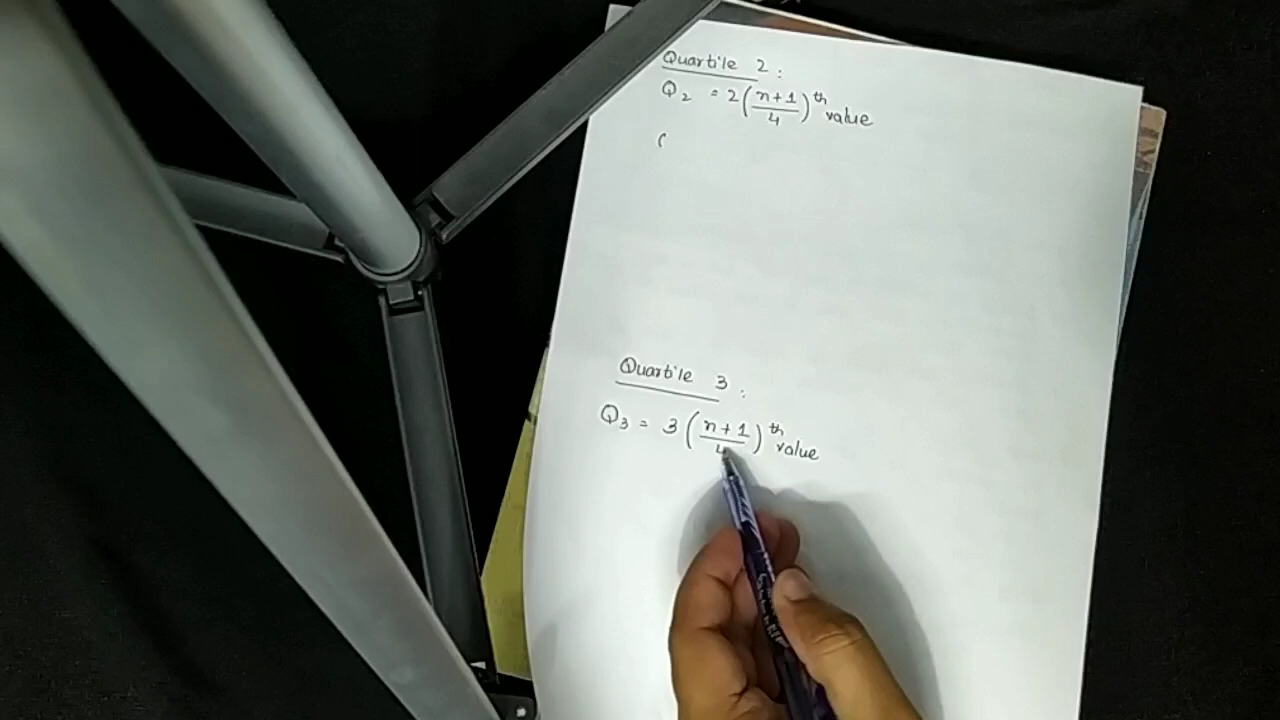 Quartile 2 :
Q₂ = 2(n+1/4)th value
(
Quartile 3 :
Q₃ = 3(n+1/4)th value